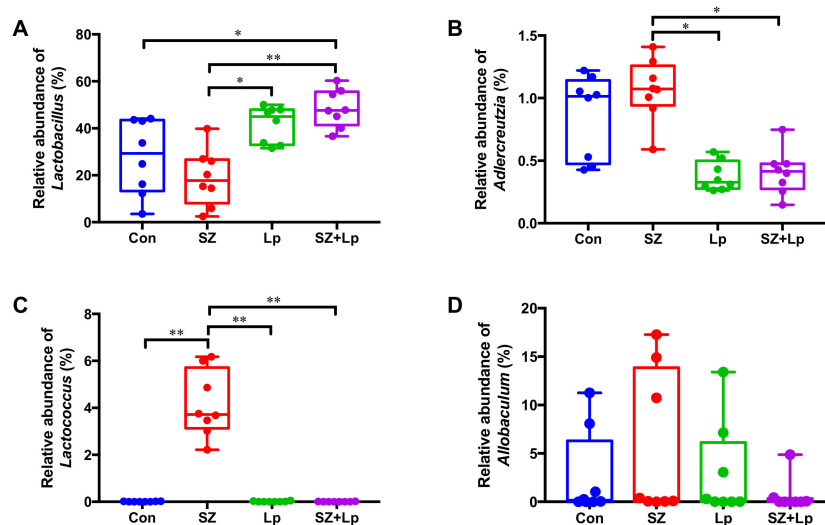 A
Relative abundance of
Lactobacillus (%)
80
60
40
20
0
*
**
*
Con
SZ
Lp
SZ+Lp
B
Relative abundance of
Adlercreutzia (%)
1.5
1.0
0.5
0.0
*
*
Con
SZ
Lp
SZ+Lp
C
Relative abundance of
Lactococcus (%)
8
6
4
2
0
**
**
**
Con
SZ
Lp
SZ+Lp
D
Relative abundance of
Allobaculum (%)
20
15
10
5
0
Con
SZ
Lp
SZ+Lp